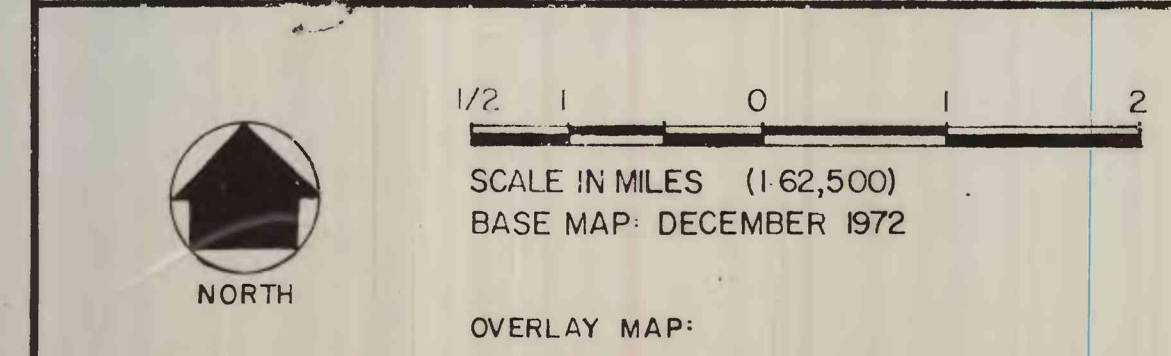 1/2 1 0 1 2
SCALE IN MILES (1:62,500)
BASE MAP: DECEMBER 1972
NORTH
OVERLAY MAP: